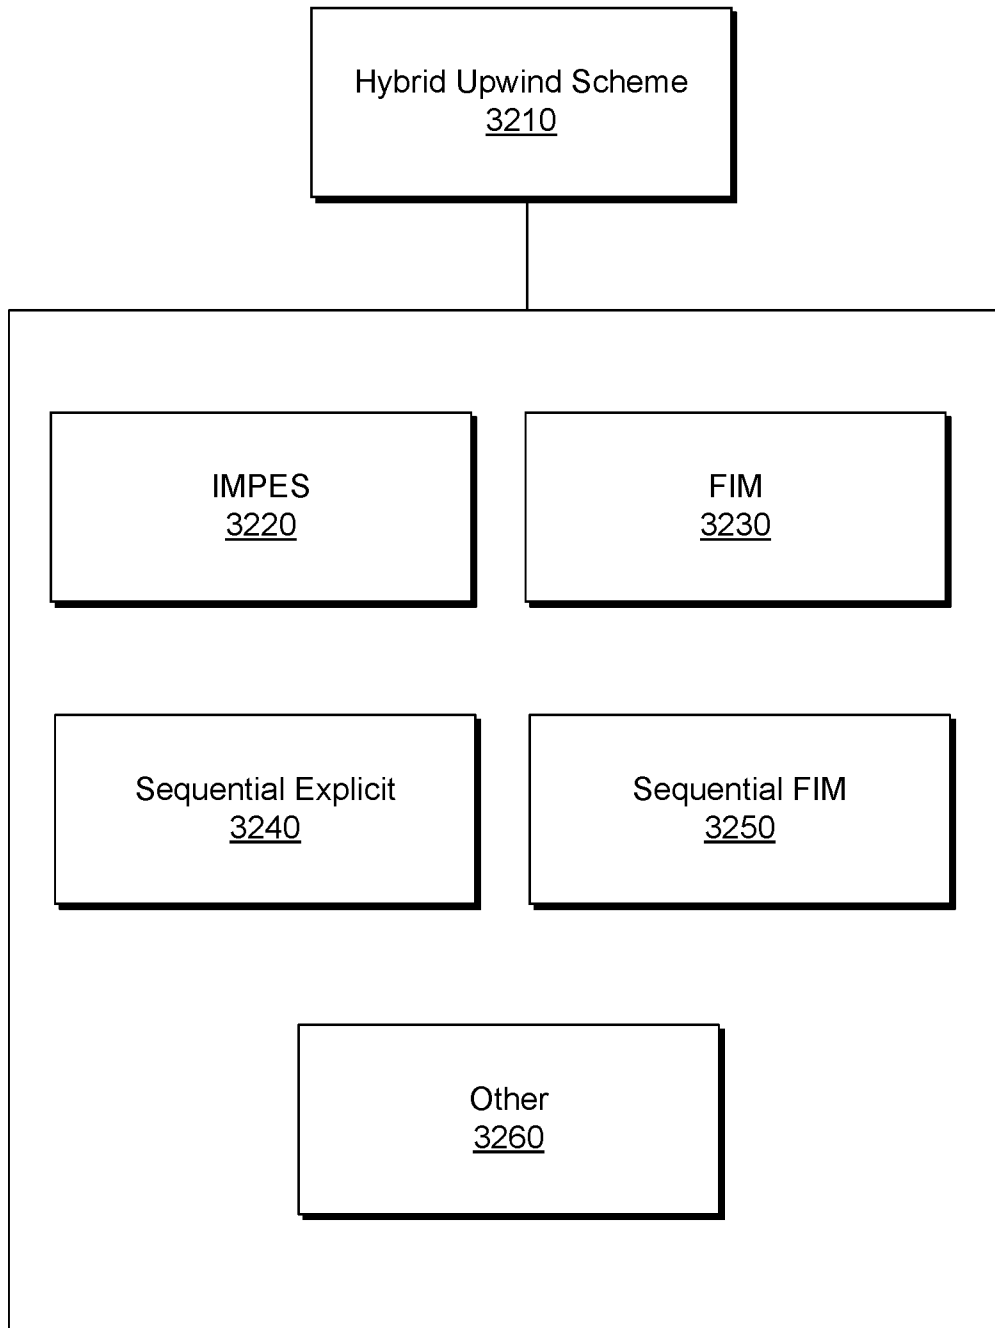 Hybrid Upwind Scheme
3210
IMPES
3220
FIM
3230
Sequential Explicit
3240
Sequential FIM
3250
Other
3260